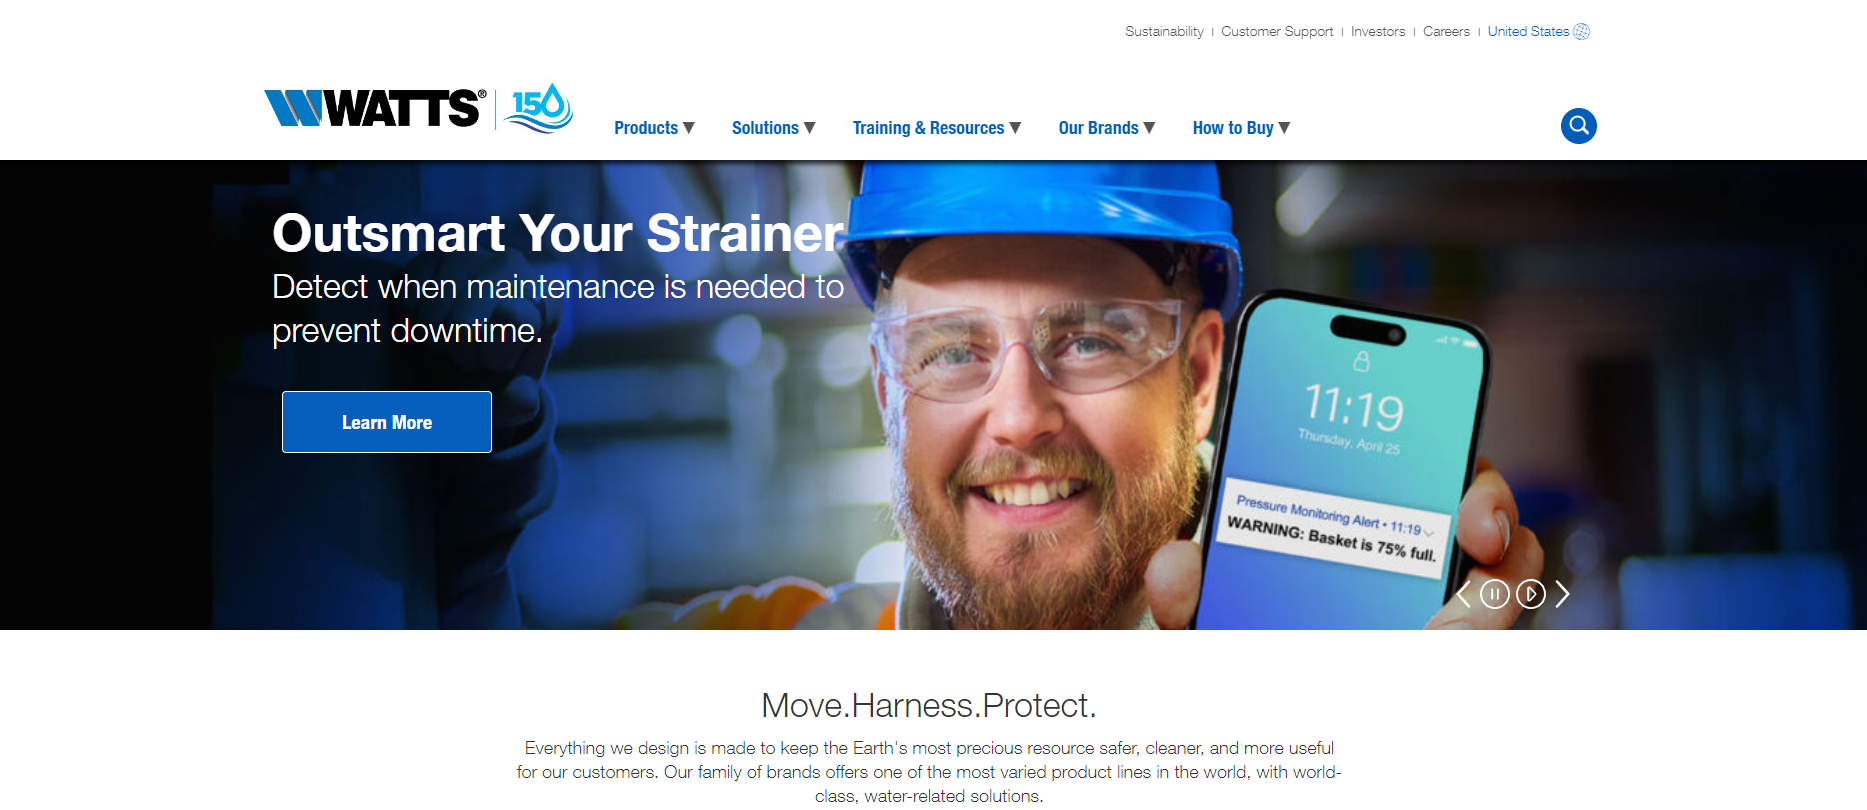 Sustainability | Customer Support | Investors | Careers | United States
WATTS® | 150
Products ▼ Solutions ▼ Training & Resources ▼ Our Brands ▼ How to Buy ▼
Outsmart Your Strainer
Detect when maintenance is needed to
prevent downtime.
Learn More
11:19
Thursday, April 25
Pressure Monitoring Alert • 11:19
WARNING: Basket is 75% full.
Move.Harness.Protect.
Everything we design is made to keep the Earth's most precious resource safer, cleaner, and more useful
for our customers. Our family of brands offers one of the most varied product lines in the world, with world-
class, water-related solutions.